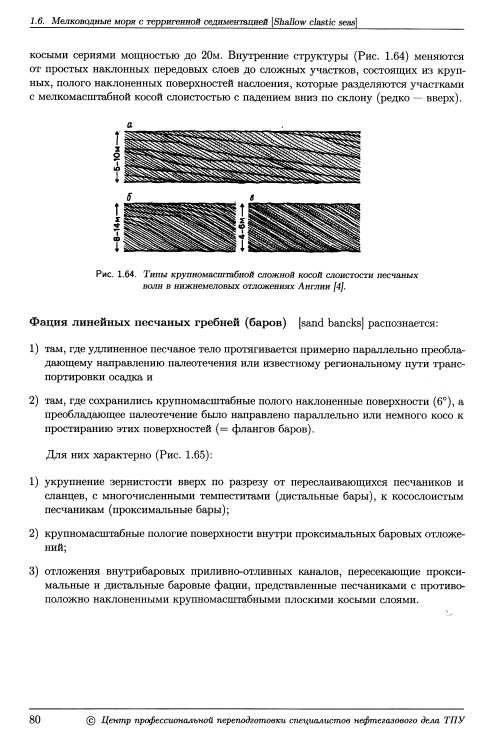 1.6. Мелководные моря с терригенной седиментацией [Shallow clastic seas]
косыми сериями мощностью до 20м. Внутренние структуры (Рис. 1.64) меняются
от простых наклонных передовых слоев до сложных участков, состоящих из круп-
ных, полого наклоненных поверхностей наслоения, которые разделяются участками
с мелкомасштабной косой слоистостью с падением вниз по склону (редко — вверх).
а
5-10м
б
8-14м
в
4-6м
Рис. 1.64. Типы крупномасштабной сложной косой слоистости песчаных
волн в нижнемеловых отложениях Англии [4].
Фация линейных песчаных гребней (баров) [sand bancks] распознается:
1) там, где удлиненное песчаное тело протягивается примерно параллельно преобла-
дающему направлению палеотечения или известному региональному пути транс-
портировки осадка и
2) там, где сохранились крупномасштабные полого наклоненные поверхности (6°), а
преобладающее палеотечение было направлено параллельно или немного косо к
простиранию этих поверхностей (= флангов баров).
Для них характерно (Рис. 1.65):
1) укрупнение зернистости вверх по разрезу от переслаивающихся песчаников и
сланцев, с многочисленными темпеститами (дистальные бары), к косослоистым
песчаникам (проксимальные бары);
2) крупномасштабные пологие поверхности внутри проксимальных баровых отложе-
ний;
3) отложения внутрибаровых приливно-отливных каналов, пересекающие прокси-
мальные и дистальные баровые фации, представленные песчаниками с противо-
положно наклоненными крупномасштабными плоскими косыми слоями.
80 © Центр профессиональной переподготовки специалистов нефтегазового дела ТПУ